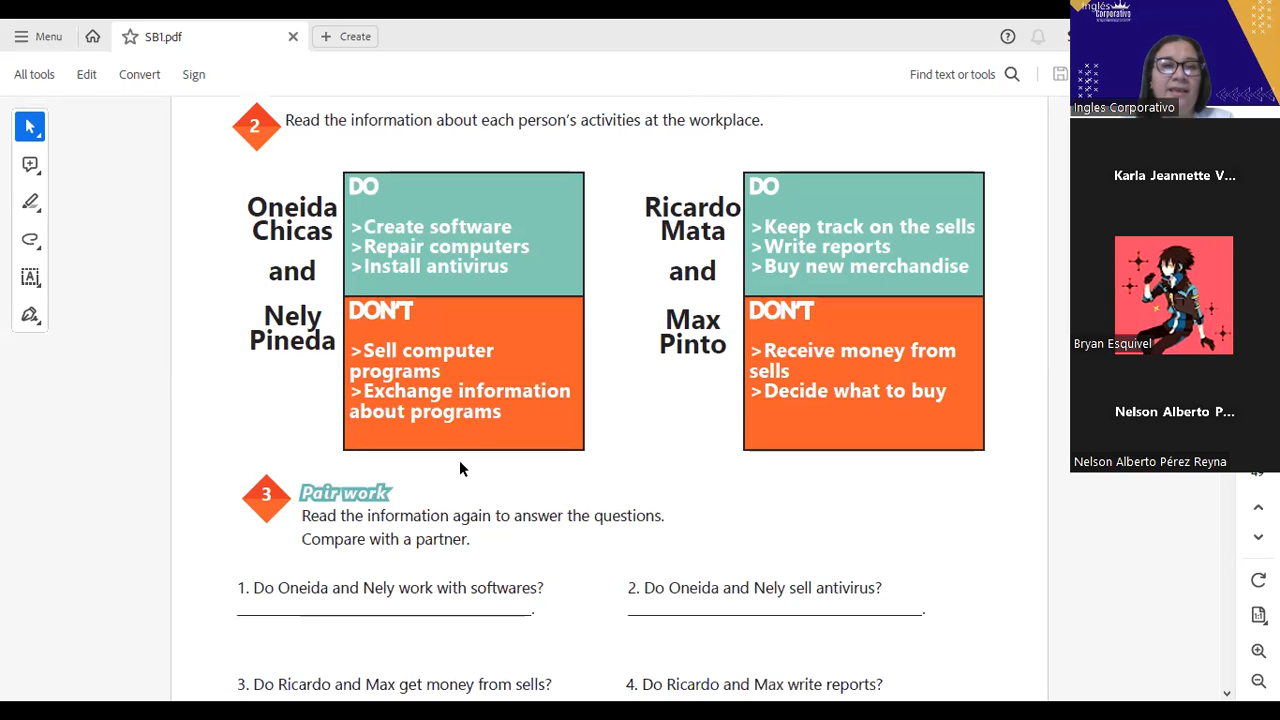 Menu
SB1.pdf
Create
All tools
Edit
Convert
Sign
Find text or tools
2
Read the information about each person's activities at the workplace.
Oneida
Chicas
and
Nely
Pineda
DO
>Create software
>Repair computers
>Install antivirus
DON'T
>Sell computer
programs
>Exchange information
about programs
Ricardo
Mata
and
Max
Pinto
DO
>Keep track on the sells
>Write reports
>Buy new merchandise
DON'T
>Receive money from
sells
>Decide what to buy
3
Pair work
Read the information again to answer the questions.
Compare with a partner.
1. Do Oneida and Nely work with softwares?
2. Do Oneida and Nely sell antivirus?
3. Do Ricardo and Max get money from sells?
4. Do Ricardo and Max write reports?
Inglés
corporativo
Ingles Corporativo
Karla Jeannette V...
Bryan Esquivel
Nelson Alberto P...
Nelson Alberto Pérez Reyna
1:1